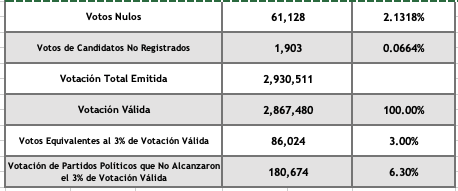 Votos Nulos 61,128 2.1318%
Votos de Candidatos No Registrados 1,903 0.0664%
Votación Total Emitida 2,930,511
Votación Válida 2,867,480 100.00%
Votos Equivalentes al 3% de Votación Válida 86,024 3.00%
Votación de Partidos Políticos que No Alcanzaron
el 3% de Votación Válida 180,674 6.30%